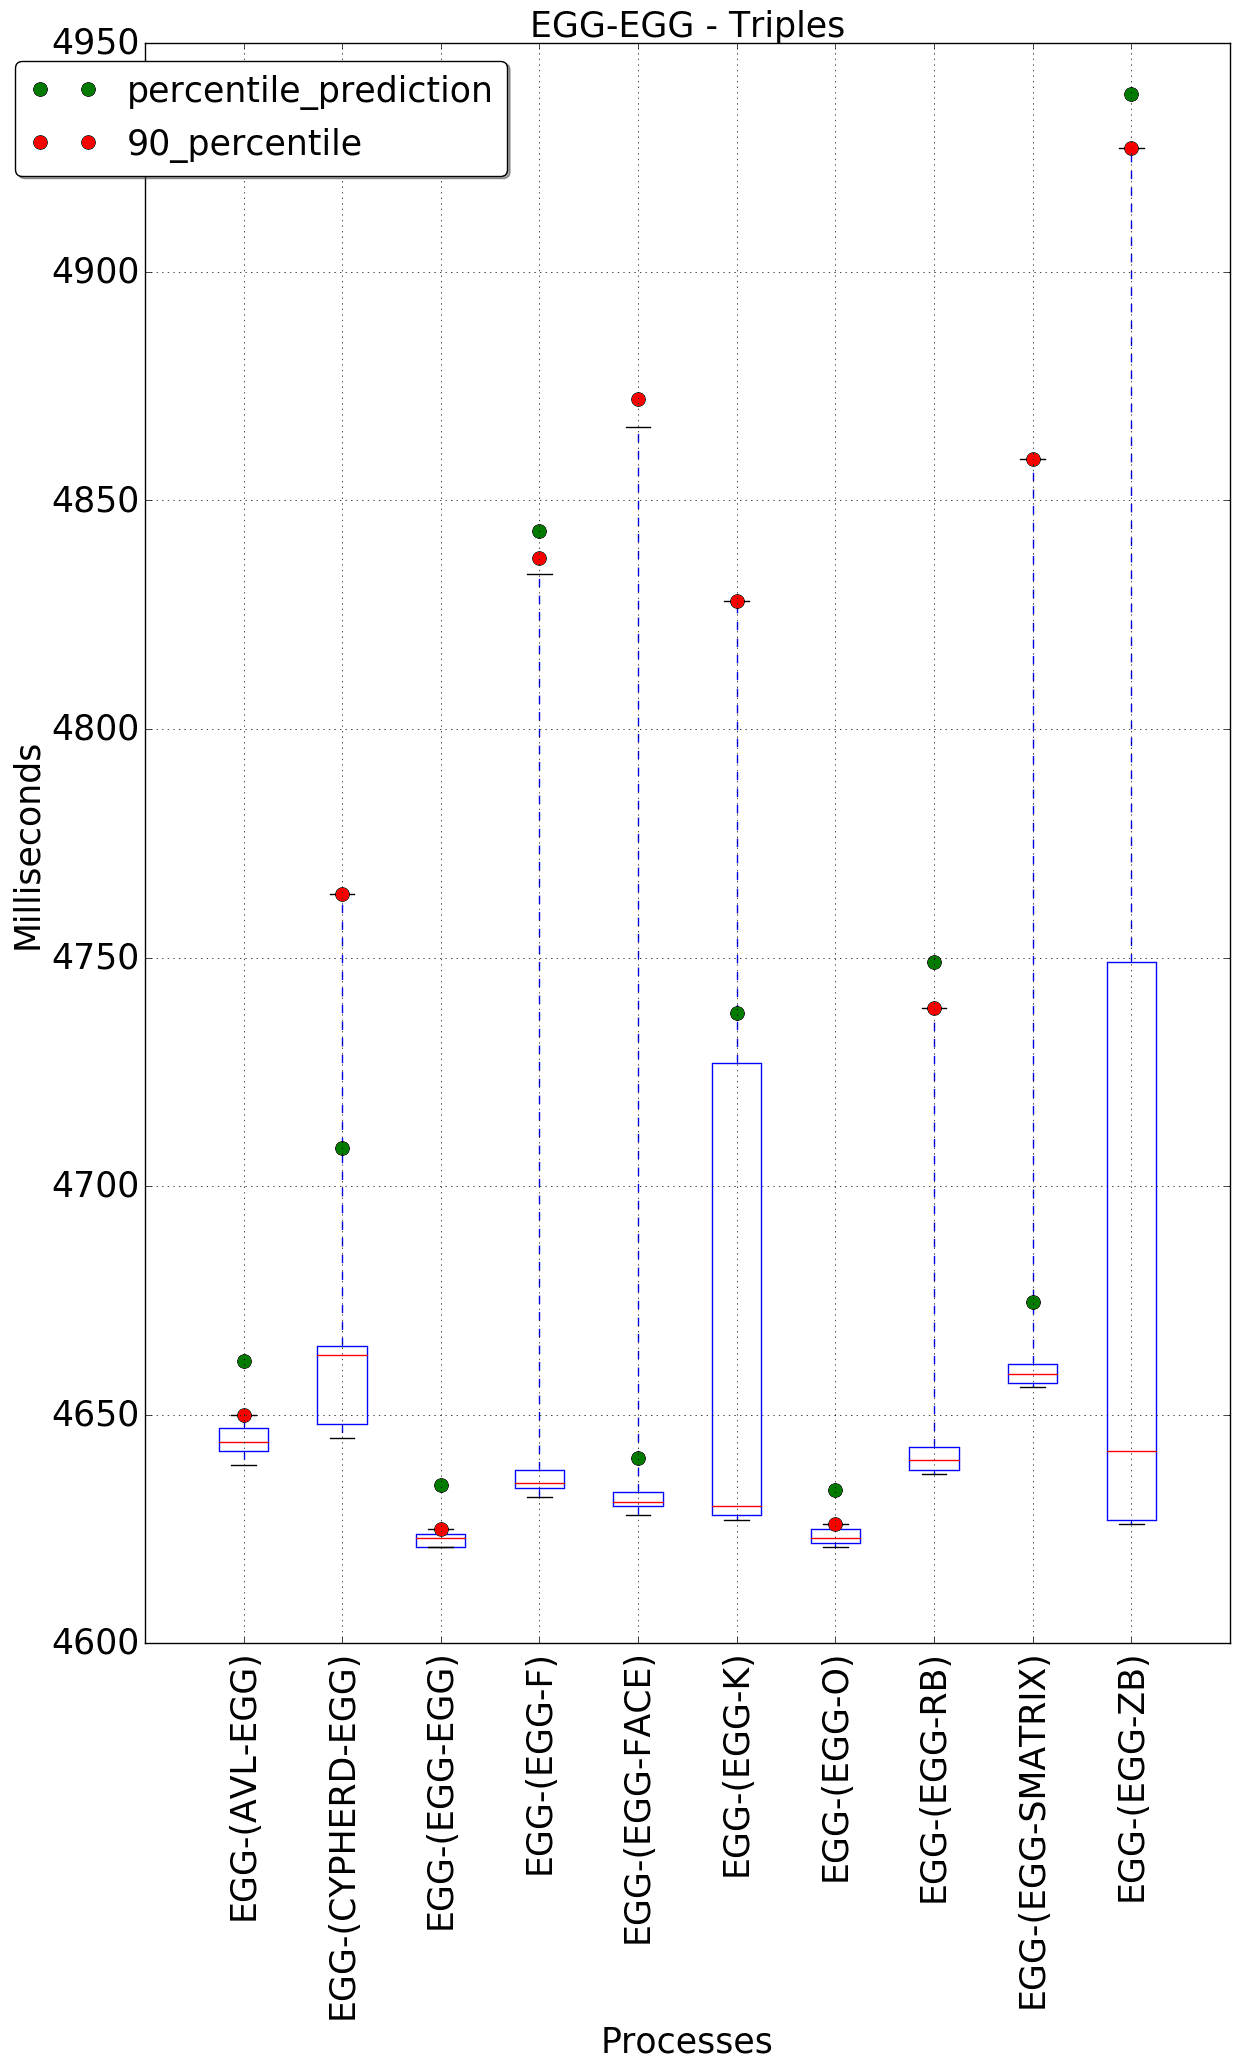 EGG-EGG - Triples
percentile_prediction
90_percentile
Milliseconds
4950
4900
4850
4800
4750
4700
4650
4600
EGG-(AVL-EGG)
EGG-(CYPHERD-EGG)
EGG-(EGG-EGG)
EGG-(EGG-F)
EGG-(EGG-FACE)
EGG-(EGG-K)
EGG-(EGG-O)
EGG-(EGG-RB)
EGG-(EGG-SMATRIX)
EGG-(EGG-ZB)
Processes